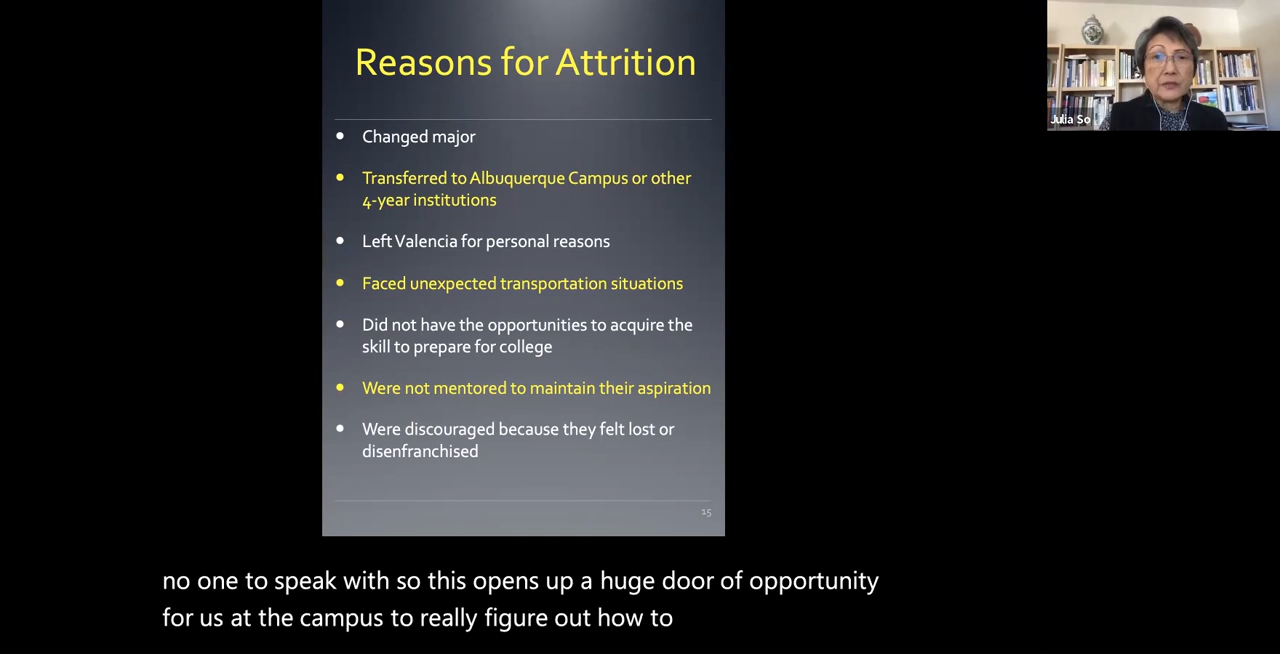 Reasons for Attrition
Julia So
• Changed major
• Transferred to Albuquerque Campus or other
4-year institutions
• Left Valencia for personal reasons
• Faced unexpected transportation situations
• Did not have the opportunities to acquire the
skill to prepare for college
• Were not mentored to maintain their aspiration
• Were discouraged because they felt lost or
disenfranchised
15
no one to speak with so this opens up a huge door of opportunity
for us at the campus to really figure out how to